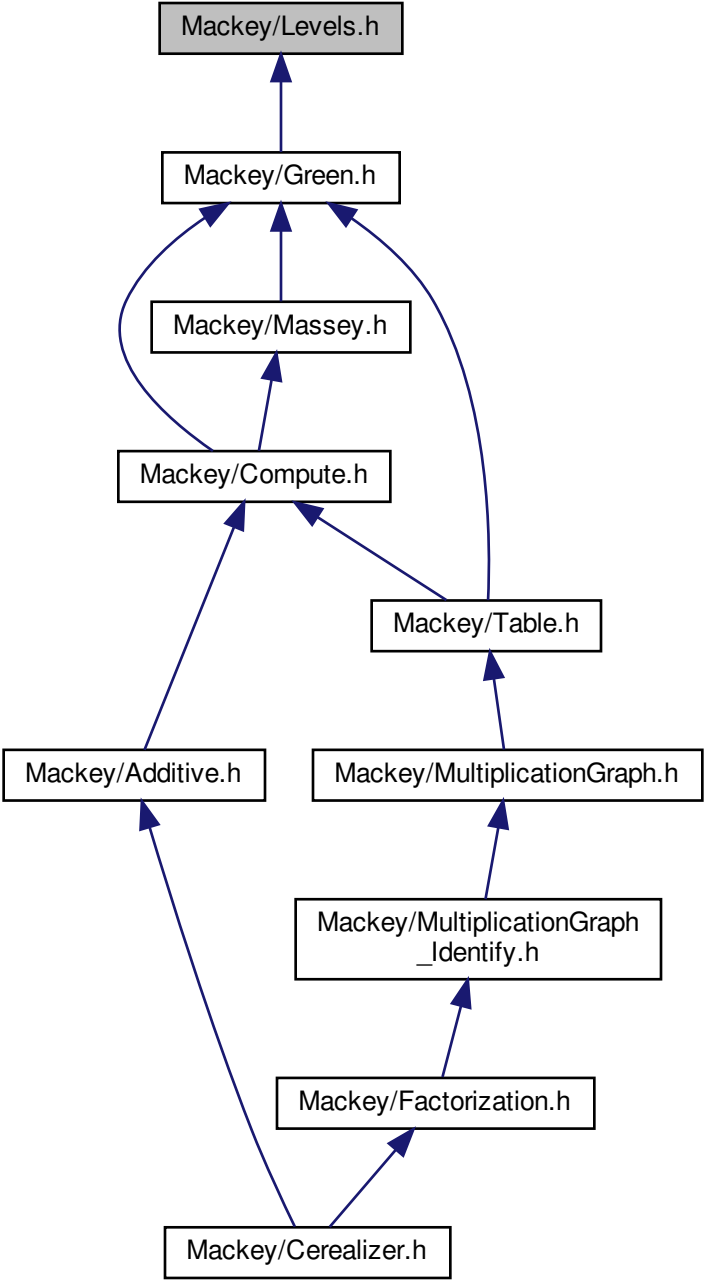 Mackey/Levels.h
Mackey/Green.h
Mackey/Massey.h
Mackey/Compute.h
Mackey/Table.h
Mackey/Additive.h
Mackey/MultiplicationGraph.h
Mackey/MultiplicationGraph
_Identify.h
Mackey/Factorization.h
Mackey/Cerealizer.h